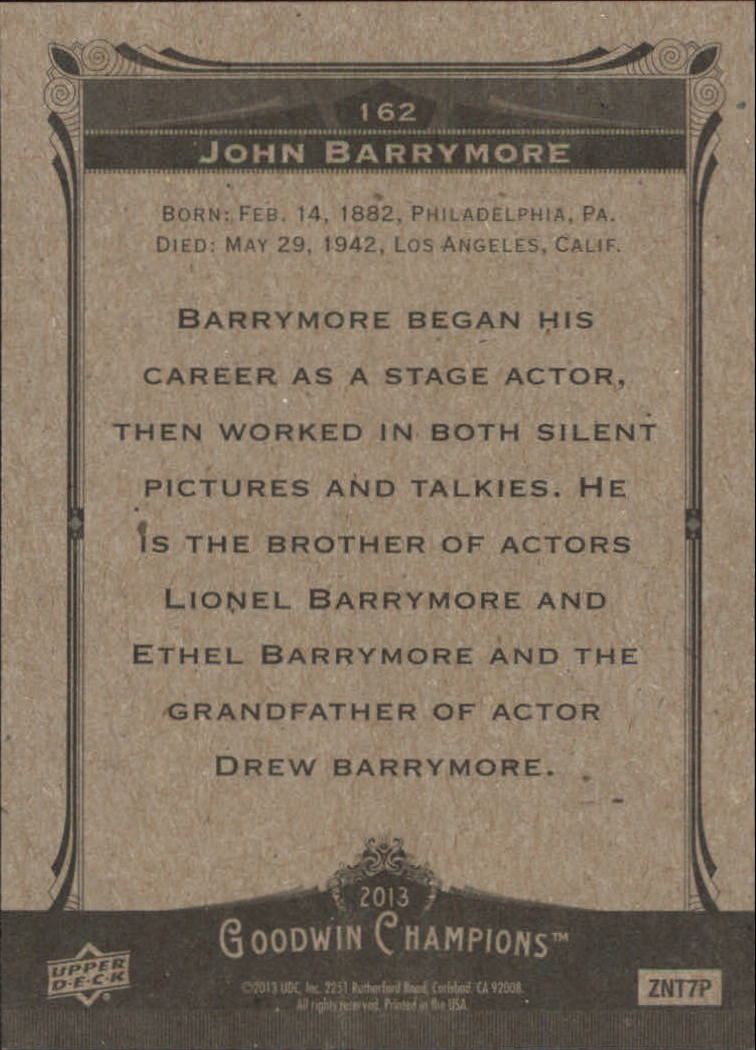 162
JOHN BARRYMORE
BORN: FEB. 14, 1882, PHILADELPHIA, PA.
DIED: MAY 29, 1942, LOS ANGELES, CALIF.
BARRYMORE BEGAN HIS
CAREER AS A STAGE ACTOR,
THEN WORKED IN BOTH SILENT
PICTURES AND TALKIES. HE
IS THE BROTHER OF ACTORS
LIONEL BARRYMORE AND
ETHEL BARRYMORE AND THE
GRANDFATHER OF ACTOR
DREW BARRYMORE.
2013
GOODWIN CHAMPIONS™
UPPER
D·E·C·K
©2013 UDC, Inc. 2251 Rutherford Road, Carlsbad, CA 92008.
All rights reserved. Printed in the USA
ZNT7P